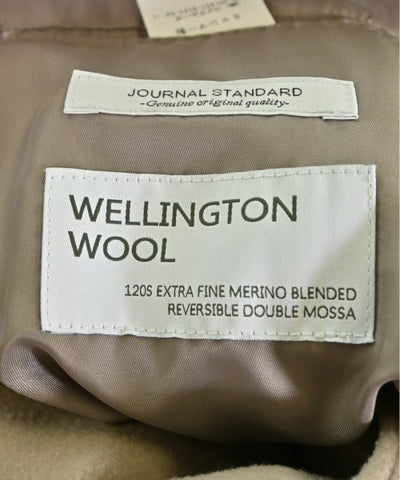 JOURNAL STANDARD
-Genuine original quality-
WELLINGTON
WOOL
120S EXTRA FINE MERINO BLENDED
REVERSIBLE DOUBLE MOSSA